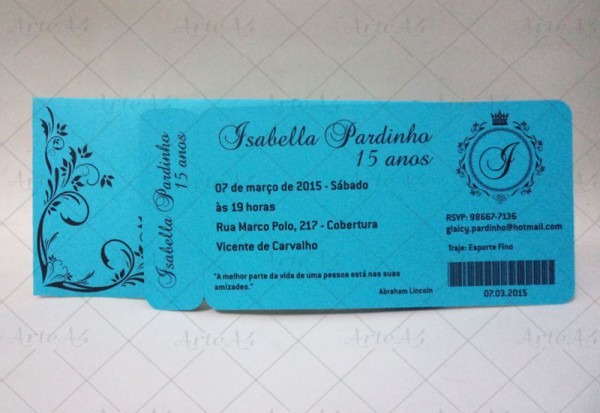 Isabella Pardinho
15 anos
Isabella Pardinho
15 anos
07 de março de 2015 - Sábado
às 19 horas
Rua Marco Polo, 217 - Cobertura
Vicente de Carvalho
"A melhor parte da vida de uma pessoa está nas suas
amizades."
Abraham Lincoln
I
RSVP: 98667-7136
glaicy.pardinho@hotmail.com
Traje: Esporte Fino
07.03.2015
ArteA4